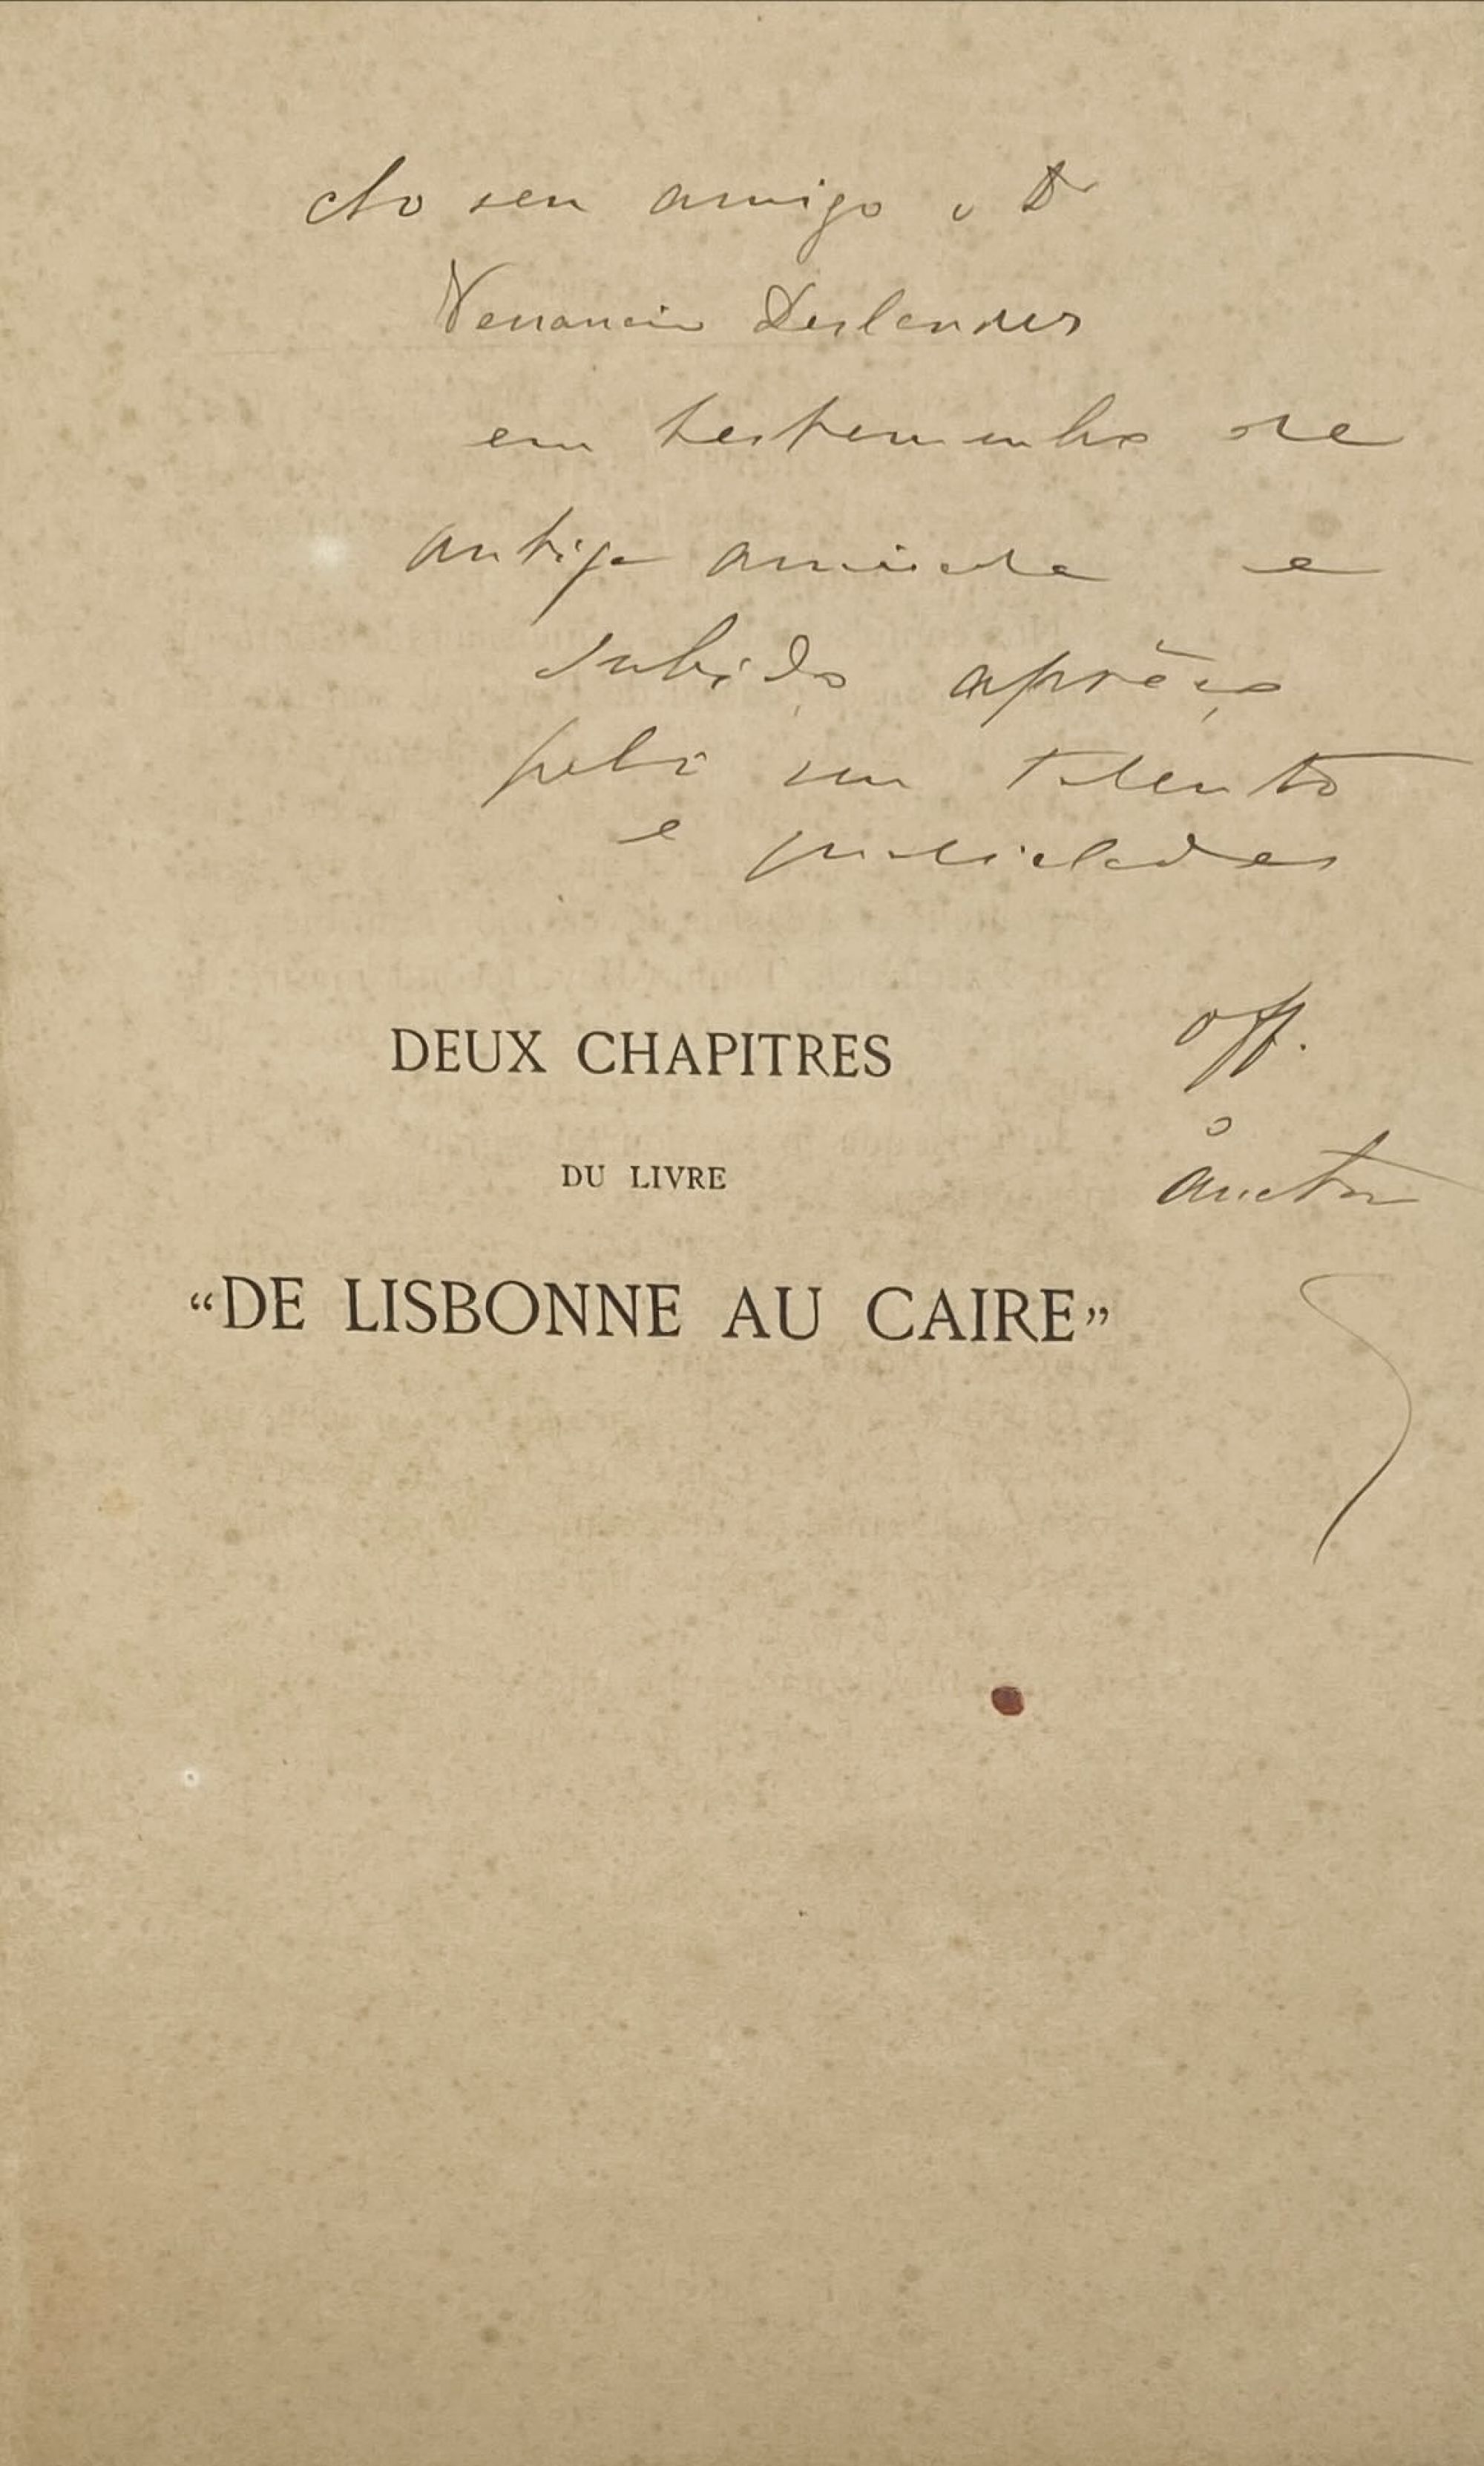 Ao seu amigo o Dr
Venancio Deslandes
em testemunho de
antiga amisade e
subido aprêço
pelo seu talento
e qualidades
off.
o
auctor
DEUX CHAPITRES
DU LIVRE
“DE LISBONNE AU CAIRE”